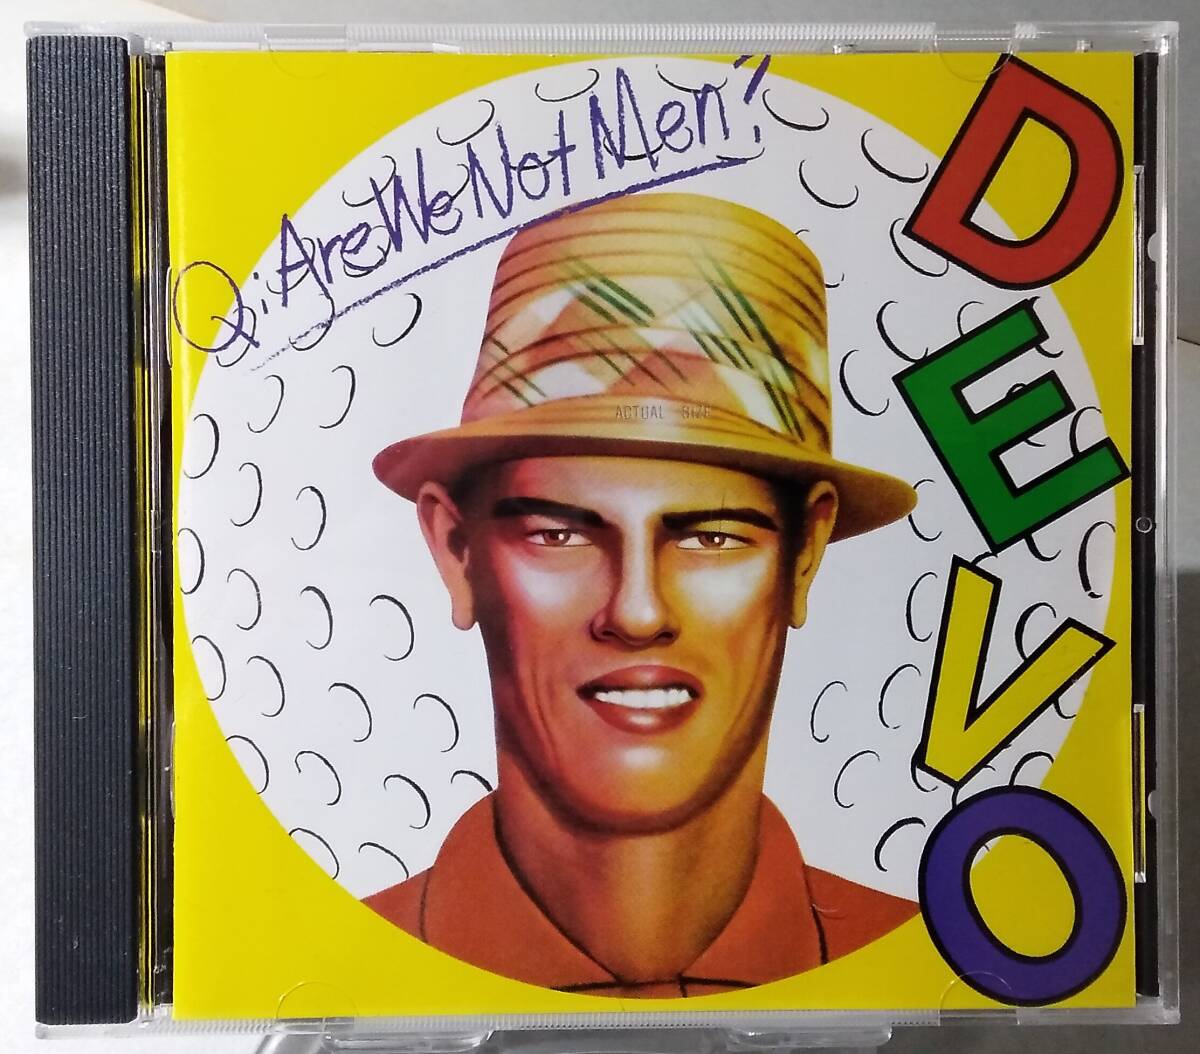 Q: Are We Not Men?
DEVO
ACTUAL SIZE